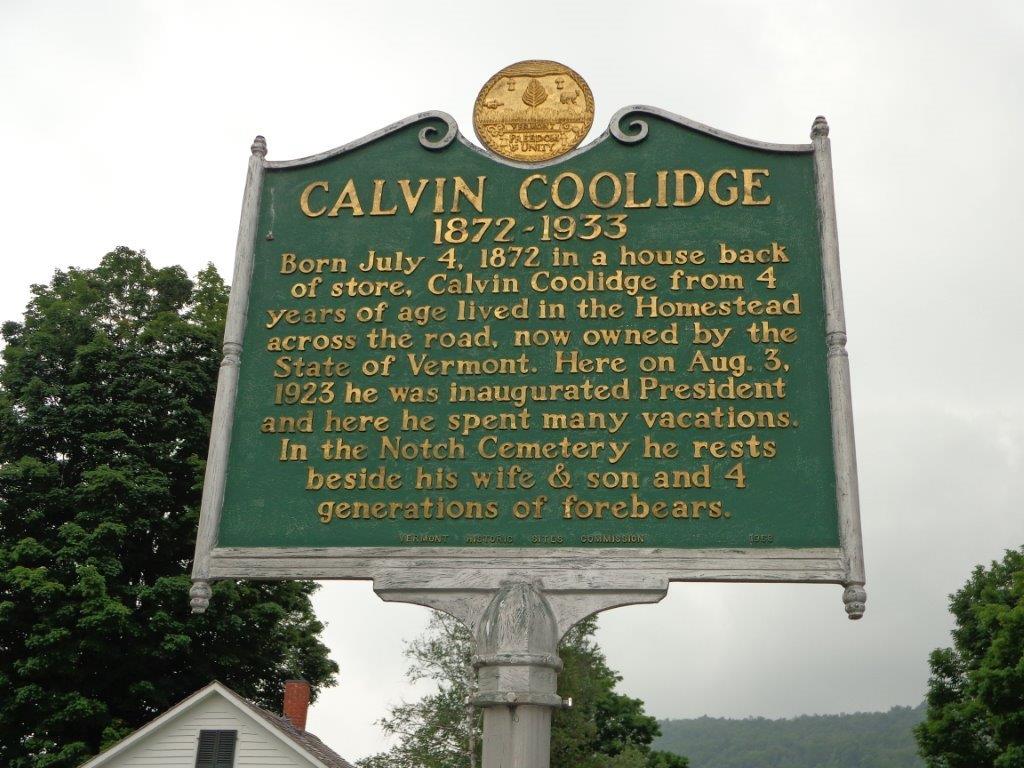 VERMONT
FREEDOM
& UNITY
CALVIN COOLIDGE
1872-1933
Born July 4, 1872 in a house back
of store, Calvin Coolidge from 4
years of age lived in the Homestead
across the road, now owned by the
State of Vermont. Here on Aug. 3,
1923 he was inaugurated President
and here he spent many vacations.
In the Notch Cemetery he rests
beside his wife & son and 4
generations of forebears.
VERMONT HISTORIC SITES COMMISSION